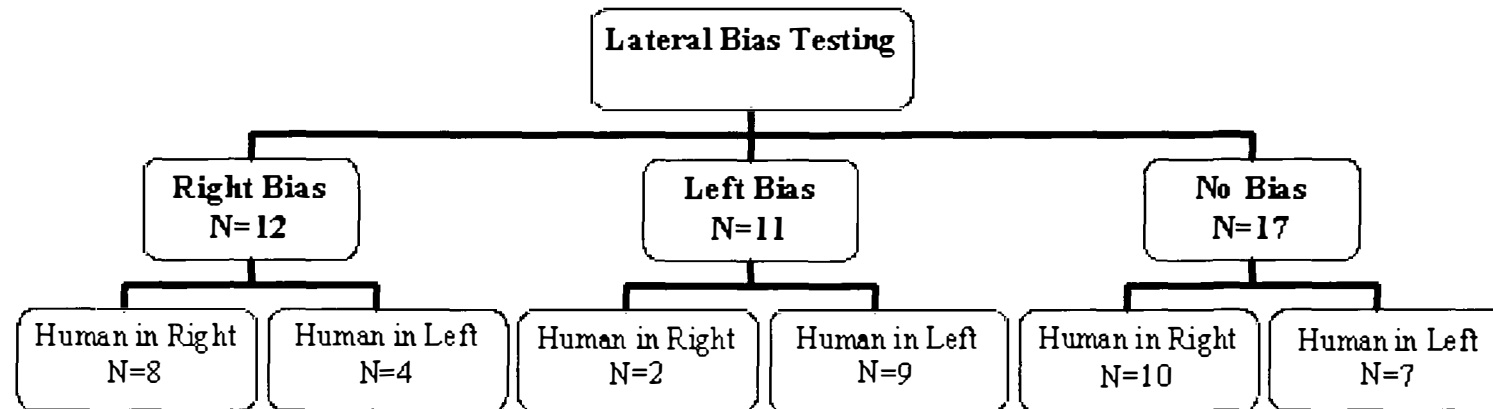 Lateral Bias Testing
Right Bias
N=12
Left Bias
N=11
No Bias
N=17
Human in Right
N=8
Human in Left
N=4
Human in Right
N=2
Human in Left
N=9
Human in Right
N=10
Human in Left
N=7